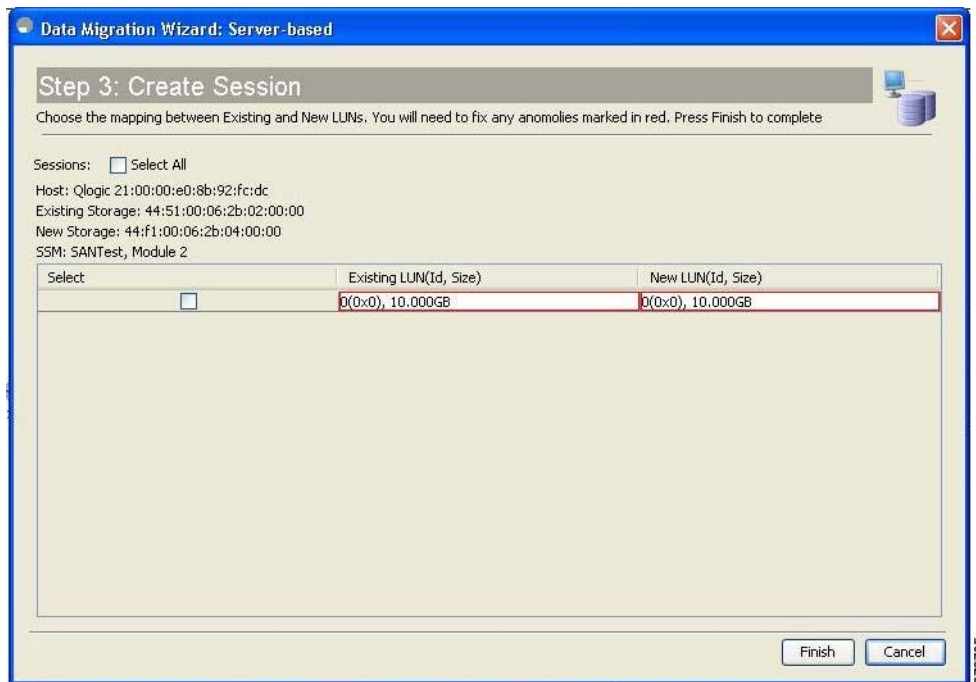 Data Migration Wizard: Server-based
Step 3: Create Session
Choose the mapping between Existing and New LUNs. You will need to fix any anomolies marked in red. Press Finish to complete
Sessions: Select All
Host: Qlogic 21:00:00:e0:8b:92:fc:dc
Existing Storage: 44:51:00:06:2b:02:00:00
New Storage: 44:f1:00:06:2b:04:00:00
SSM: SANTest, Module 2
Select Existing LUN(Id, Size) New LUN(Id, Size)
0(0x0), 10.000GB 0(0x0), 10.000GB
Finish Cancel